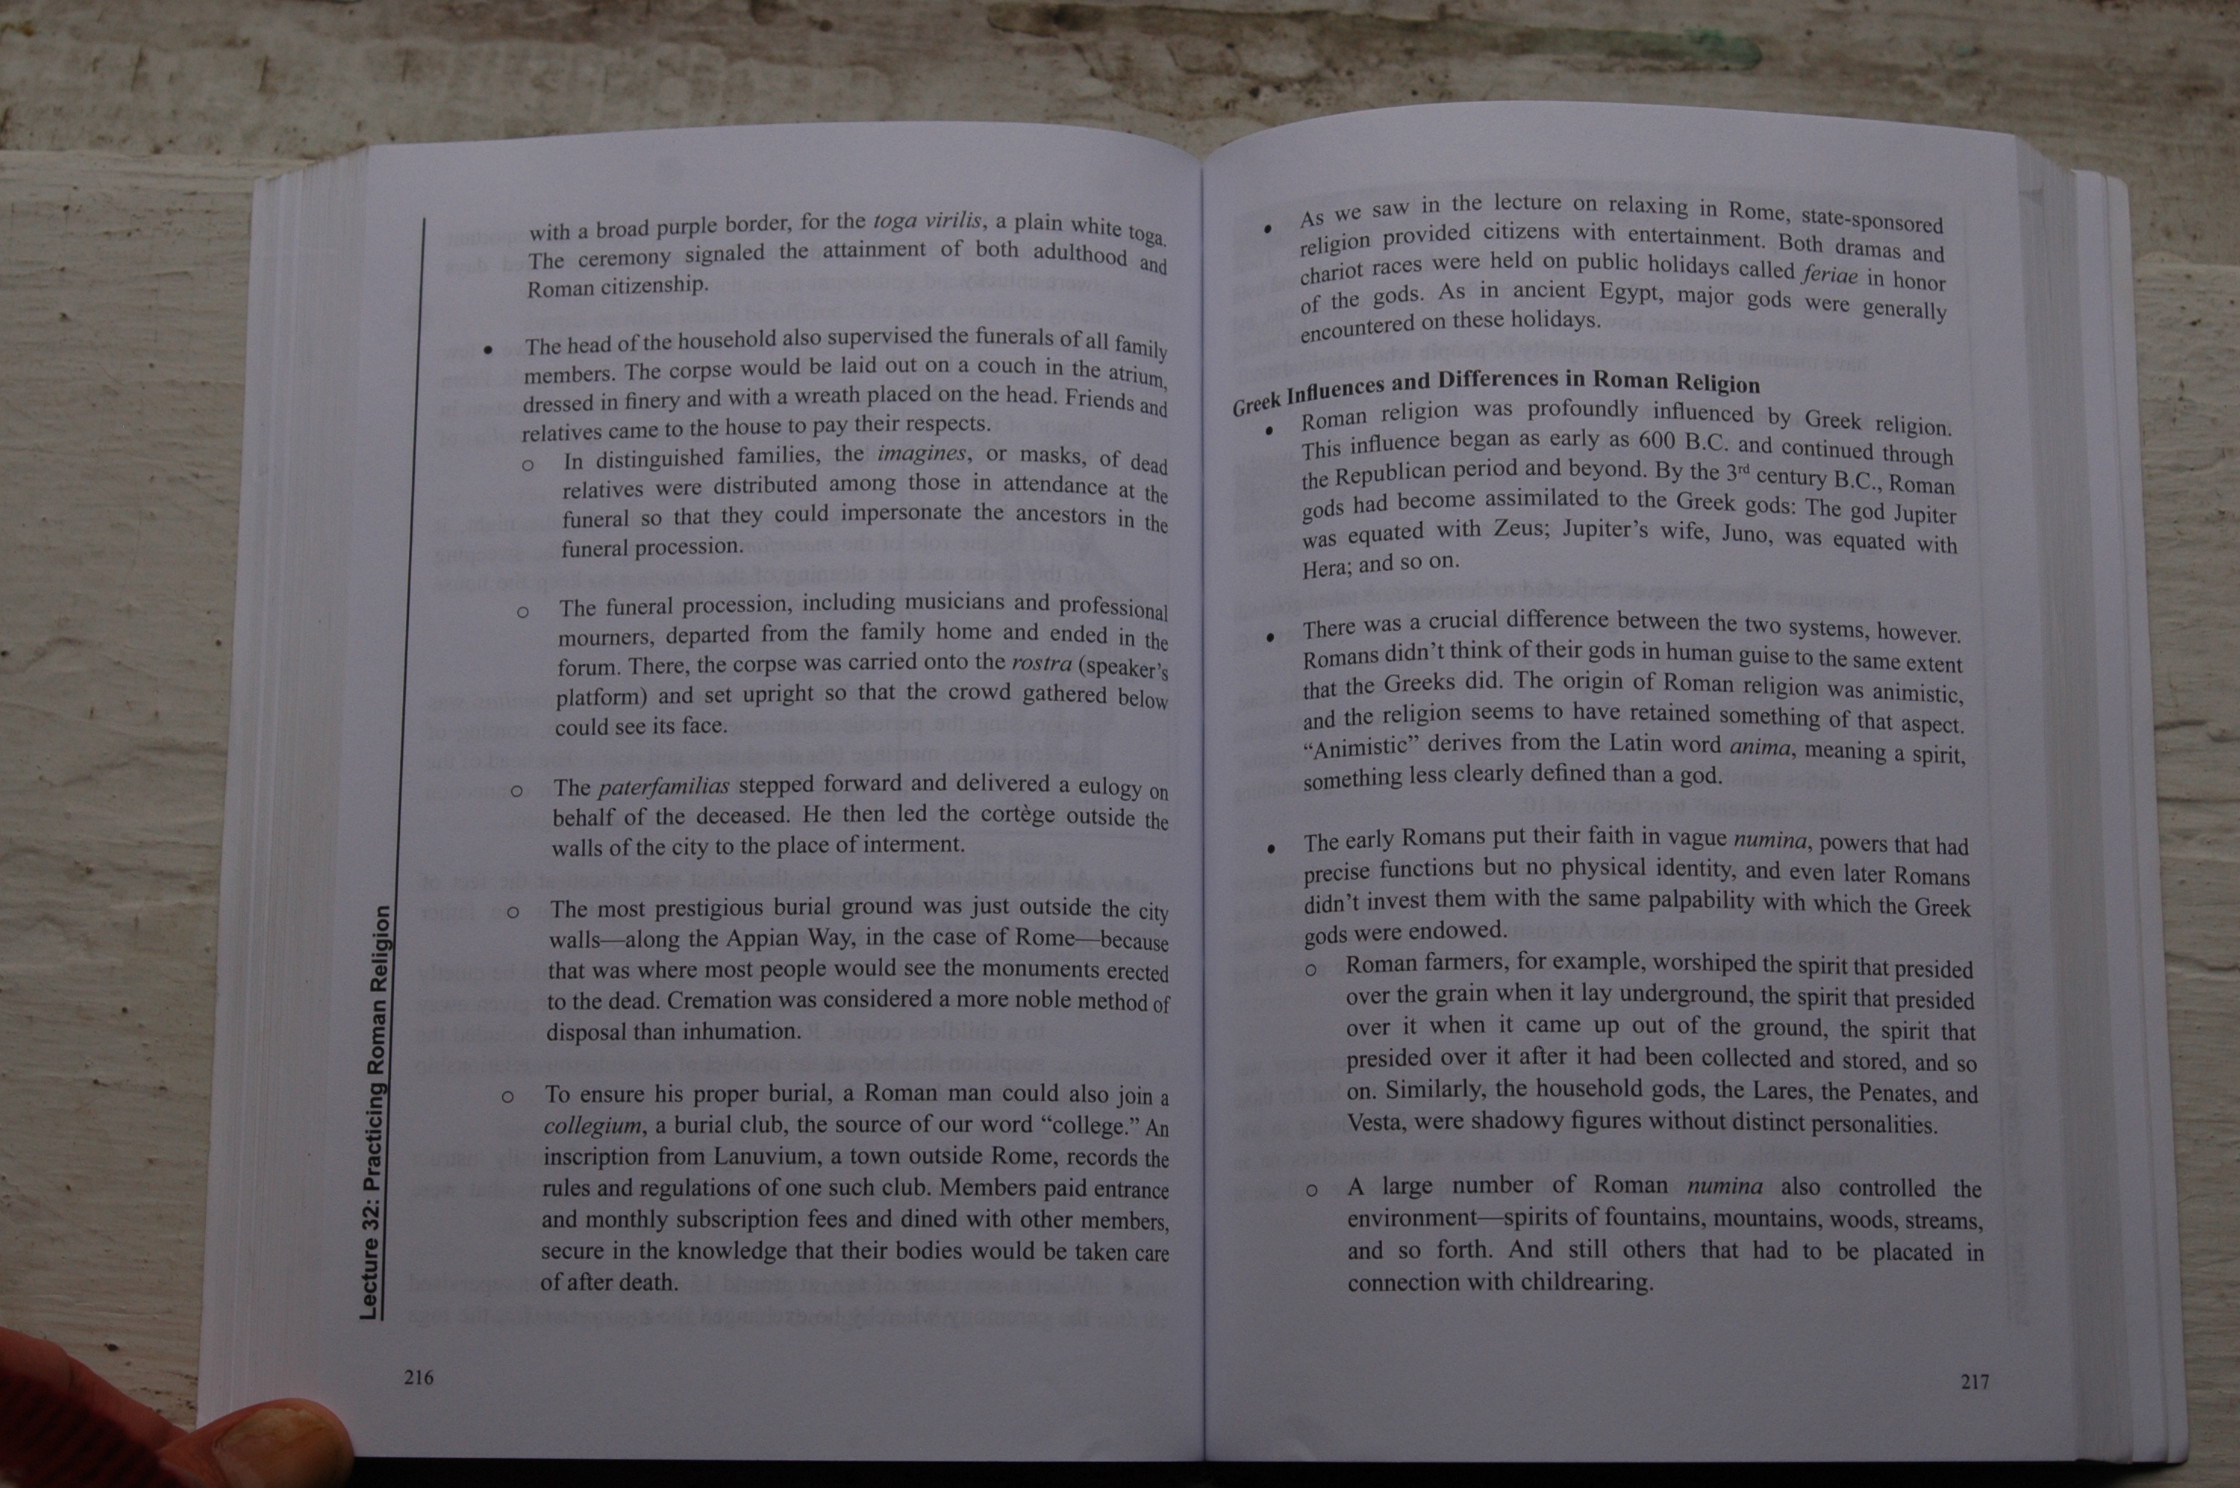 with a broad purple border, for the toga virilis, a plain white toga.
The ceremony signaled the attainment of both adulthood and
Roman citizenship.
• The head of the household also supervised the funerals of all family
members. The corpse would be laid out on a couch in the atrium,
dressed in finery and with a wreath placed on the head. Friends and
relatives came to the house to pay their respects.
o In distinguished families, the imagines, or masks, of dead
relatives were distributed among those in attendance at the
funeral so that they could impersonate the ancestors in the
funeral procession.
o The funeral procession, including musicians and professional
mourners, departed from the family home and ended in the
forum. There, the corpse was carried onto the rostra (speaker's
platform) and set upright so that the crowd gathered below
could see its face.
o The paterfamilias stepped forward and delivered a eulogy on
behalf of the deceased. He then led the cortège outside the
walls of the city to the place of interment.
o The most prestigious burial ground was just outside the city
walls—along the Appian Way, in the case of Rome—because
that was where most people would see the monuments erected
to the dead. Cremation was considered a more noble method of
disposal than inhumation.
o To ensure his proper burial, a Roman man could also join a
collegium, a burial club, the source of our word “college.” An
inscription from Lanuvium, a town outside Rome, records the
rules and regulations of one such club. Members paid entrance
and monthly subscription fees and dined with other members,
secure in the knowledge that their bodies would be taken care
of after death.
Lecture 32: Practicing Roman Religion
216
• As we saw in the lecture on relaxing in Rome, state-sponsored
religion provided citizens with entertainment. Both dramas and
chariot races were held on public holidays called feriae in honor
of the gods. As in ancient Egypt, major gods were generally
encountered on these holidays.
Greek Influences and Differences in Roman Religion
• Roman religion was profoundly influenced by Greek religion.
This influence began as early as 600 B.C. and continued through
the Republican period and beyond. By the 3rd century B.C., Roman
gods had become assimilated to the Greek gods: The god Jupiter
was equated with Zeus; Jupiter's wife, Juno, was equated with
Hera; and so on.
• There was a crucial difference between the two systems, however.
Romans didn't think of their gods in human guise to the same extent
that the Greeks did. The origin of Roman religion was animistic,
and the religion seems to have retained something of that aspect.
“Animistic” derives from the Latin word anima, meaning a spirit,
something less clearly defined than a god.
• The early Romans put their faith in vague numina, powers that had
precise functions but no physical identity, and even later Romans
didn't invest them with the same palpability with which the Greek
gods were endowed.
o Roman farmers, for example, worshiped the spirit that presided
over the grain when it lay underground, the spirit that presided
over it when it came up out of the ground, the spirit that
presided over it after it had been collected and stored, and so
on. Similarly, the household gods, the Lares, the Penates, and
Vesta, were shadowy figures without distinct personalities.
o A large number of Roman numina also controlled the
environment—spirits of fountains, mountains, woods, streams,
and so forth. And still others that had to be placated in
connection with childrearing.
217